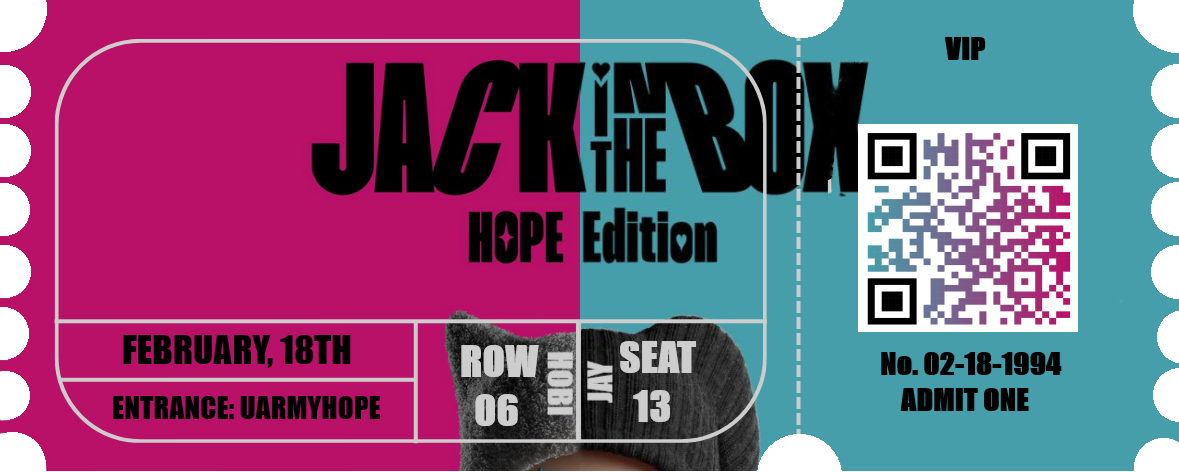 JACK iN THE BOX
HOPE Edition
FEBRUARY, 18TH
ENTRANCE: UARMYHOPE
ROW
06
HOBI
JAY
SEAT
13
VIP
No. 02-18-1994
ADMIT ONE